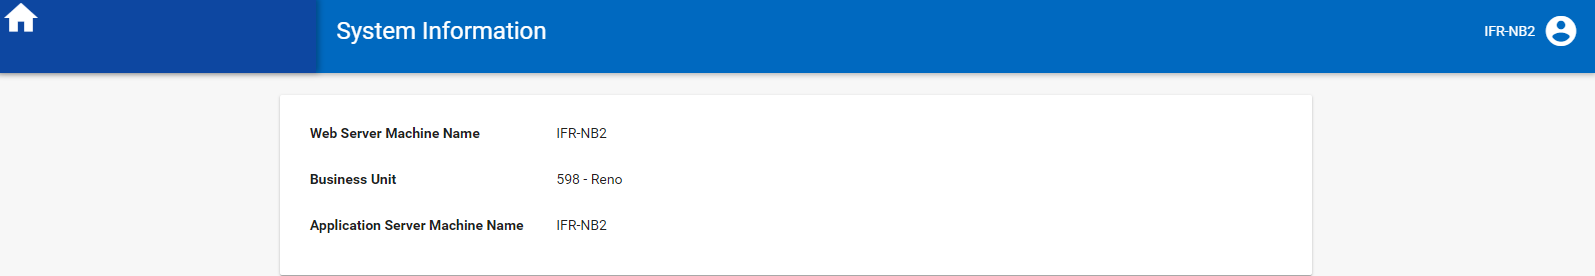 System Information
IFR-NB2
Web Server Machine Name IFR-NB2
Business Unit 598 - Reno
Application Server Machine Name IFR-NB2